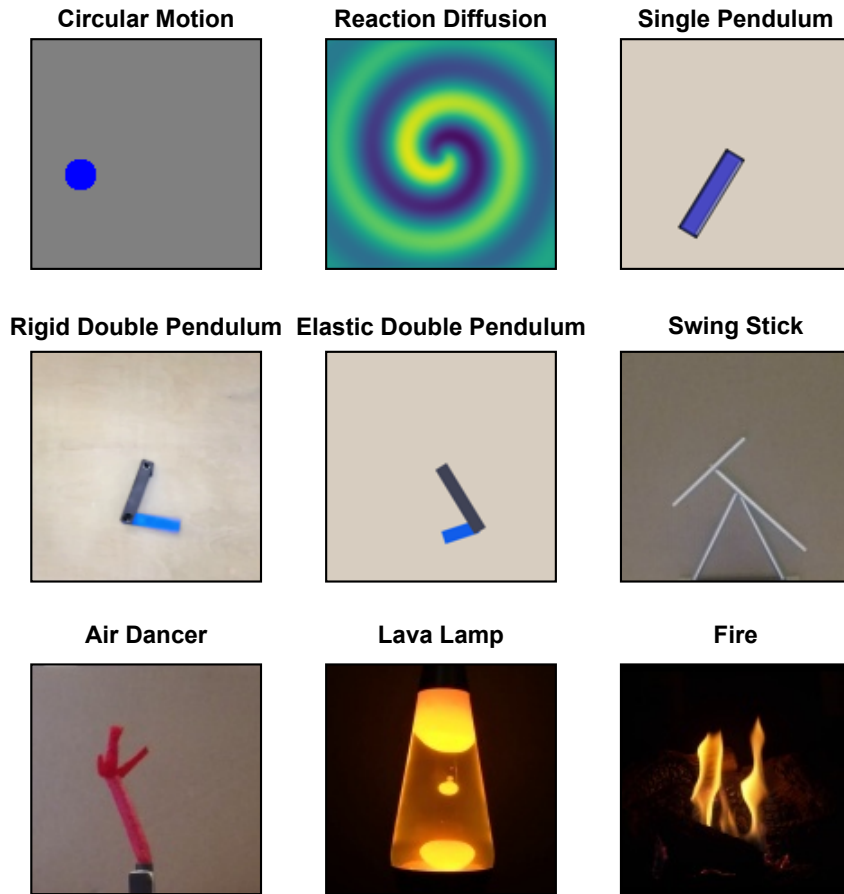 Circular Motion
Reaction Diffusion
Single Pendulum
Rigid Double Pendulum
Elastic Double Pendulum
Swing Stick
Air Dancer
Lava Lamp
Fire